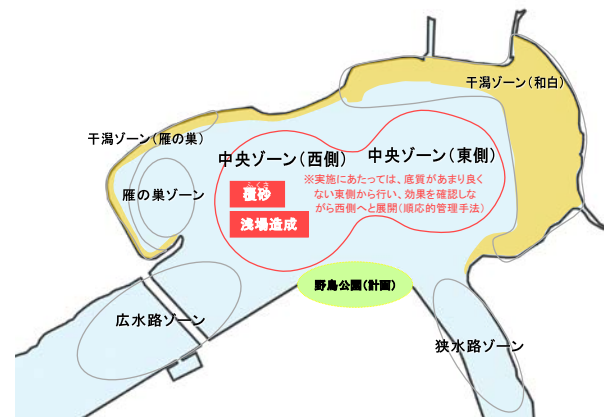 干潟ゾーン(和白)
干潟ゾーン(雁の巣)
中央ゾーン(西側)
中央ゾーン(東側)
※実施にあたっては、底質があまり良く
ない東側から行い、効果を確認しな
がら西側へと展開(順応的管理手法)
雁の巣ゾーン
ふくさ
覆砂
浅場造成
野鳥公園(計画)
広水路ゾーン
狭水路ゾーン